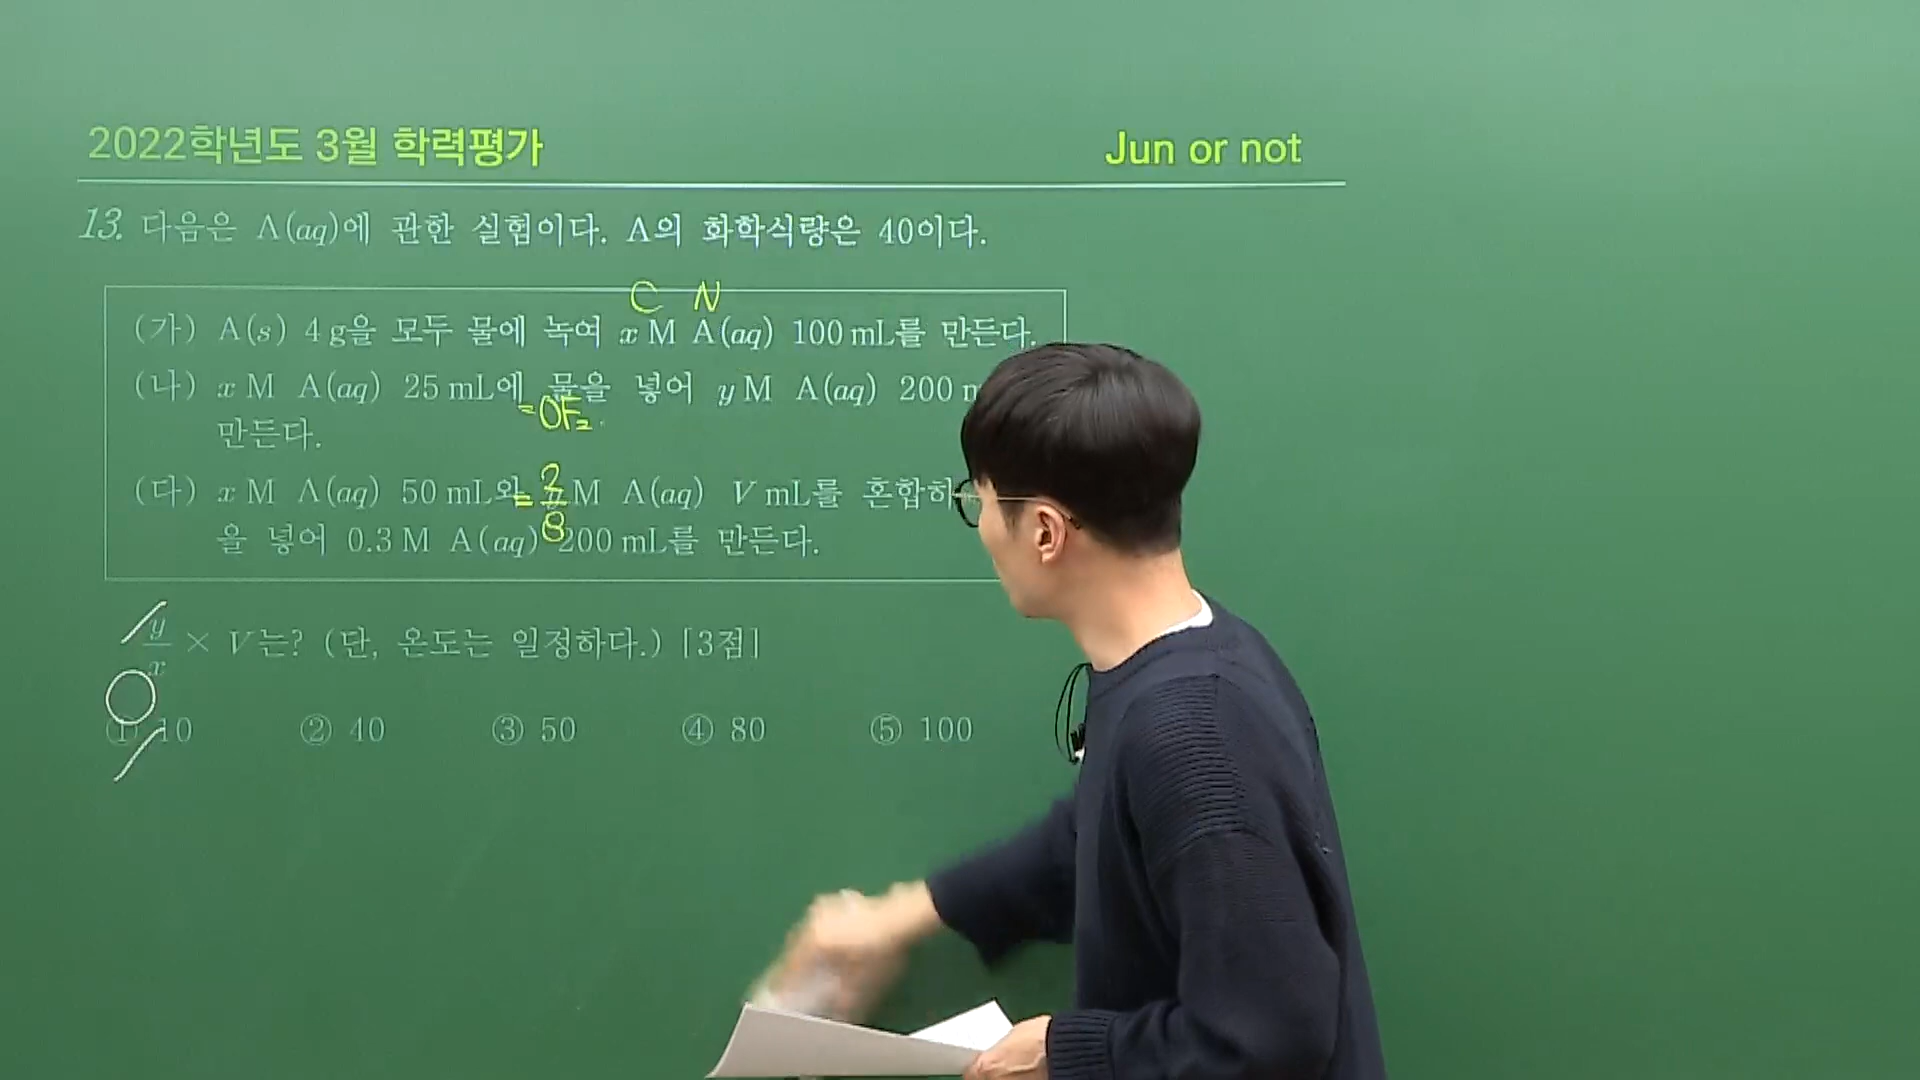 2022학년도 3월 학력평가
Jun or not
13. 다음은 A(aq)에 관한 실험이다. A의 화학식량은 40이다.
C N
(가) A(s) 4 g을 모두 물에 녹여 x M A(aq) 100 mL를 만든다.
(나) x M A(aq) 25 mL에 물을 넣어 y M A(aq) 200
= OF₂
만든다.
(다) x M A(aq) 50 mL와 M A(aq) V mL를 혼합하
= 2/8
을 넣어 0.3 M A(aq) 200 mL를 만든다.
y/x × V는? (단, 온도는 일정하다.) [3점]
① 10 ② 40 ③ 50 ④ 80 ⑤ 100